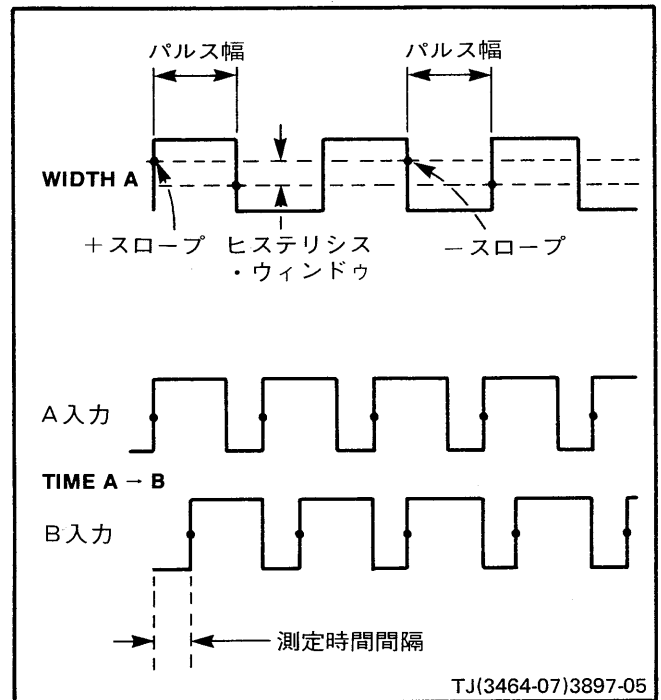 パルス幅
パルス幅
WIDTH A
+スロープ
ヒステリシス
・ウィンドゥ
-スロープ
A入力
TIME A → B
B入力
測定時間間隔
TJ(3464-07)3897-05